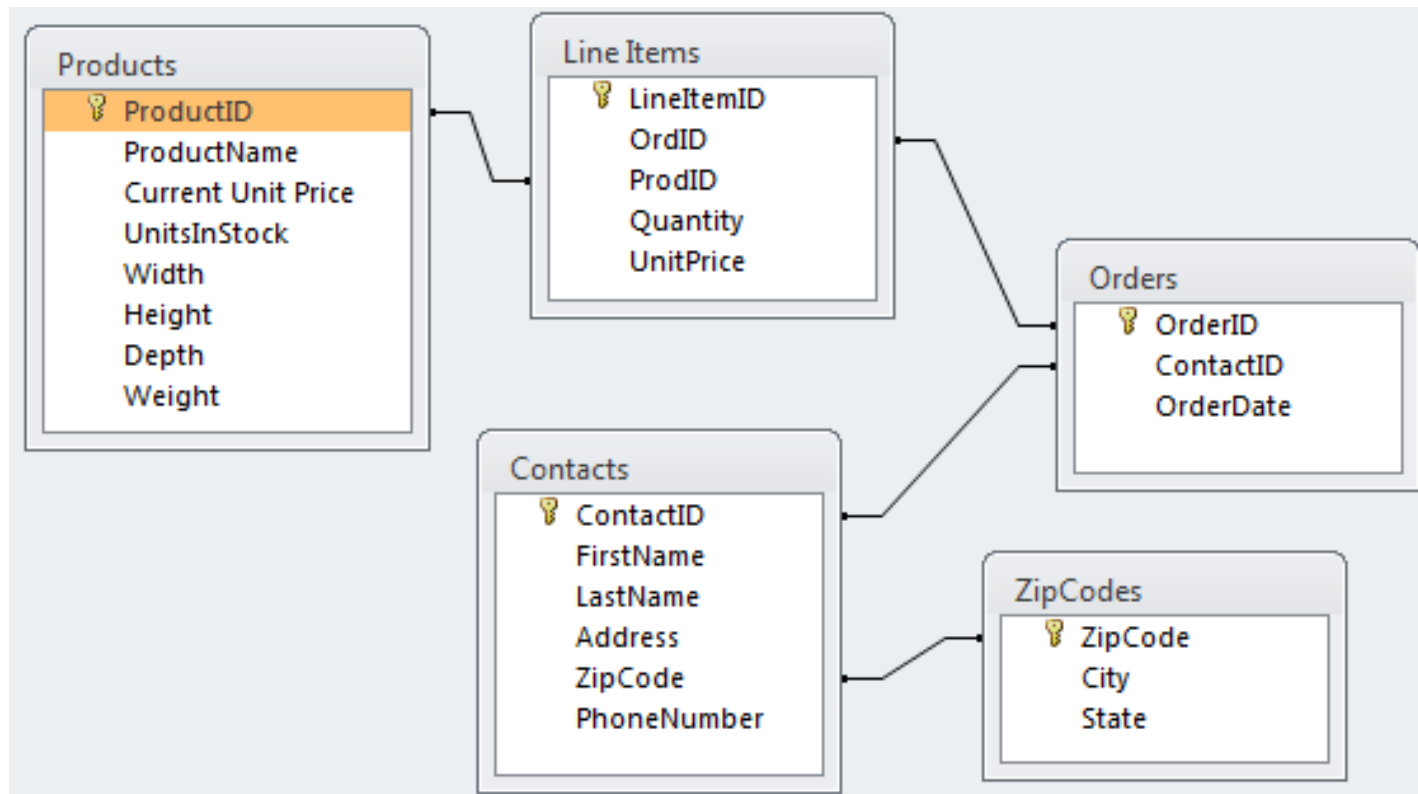 Products
ProductID
ProductName
Current Unit Price
UnitsInStock
Width
Height
Depth
Weight
Line Items
LineItemID
OrdID
ProdID
Quantity
UnitPrice
Orders
OrderID
ContactID
OrderDate
Contacts
ContactID
FirstName
LastName
Address
ZipCode
PhoneNumber
ZipCodes
ZipCode
City
State